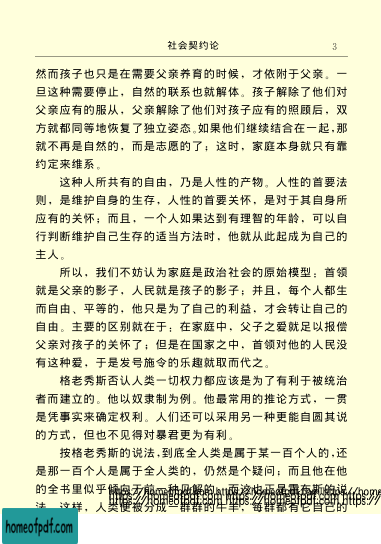 社会契约论 3
然而孩子也只是在需要父亲养育的时候，才依附于父亲。一
旦这种需要停止，自然的联系也就解体。孩子解除了他们对
父亲应有的服从，父亲解除了他们对孩子应有的照顾后，双
方就都同等地恢复了独立姿态。如果他们继续结合在一起，那
就不再是自然的，而是志愿的了；这时，家庭本身就只有靠
约定来维系。
这种人所共有的自由，乃是人性的产物。人性的首要法
则，是维护自身的生存，人性的首要关怀，是对于其自身所
应有的关怀；而且，一个人如果达到有理智的年龄，可以自
行判断维护自己生存的适当方法时，他就从此起成为自己的
主人。
所以，我们不妨认为家庭是政治社会的原始模型：首领
就是父亲的影子，人民就是孩子的影子；并且，每个人都生
而自由、平等的，他只是为了自己的利益，才会转让自己的
自由。主要的区别就在于：在家庭中，父子之爱就足以报偿
父亲对孩子的关怀了；但是在国家之中，首领对他的人民没
有这种爱，于是发号施令的乐趣就取而代之。
格老秀斯否认人类一切权力都应该是为了有利于被统治
者而建立的。他以奴隶制为例。他最常用的推论方式，一贯
是凭事实来确定权利。人们还可以采用另一种更能自圆其说
的方式，但也不见得对暴君更为有利。
按格老秀斯的说法，到底全人类是属于某一百个人的，还
是那一百个人是属于全人类的，仍然是个疑问；而且他在他
的全书里似乎倾向于前一种见解的；而这也正是霍布斯的说
法。这样，人类便被分成一群群的牛羊，每群都有它自己的
https://homeofpdf.com https://homeofpdf.com https://
homeofpdf.com